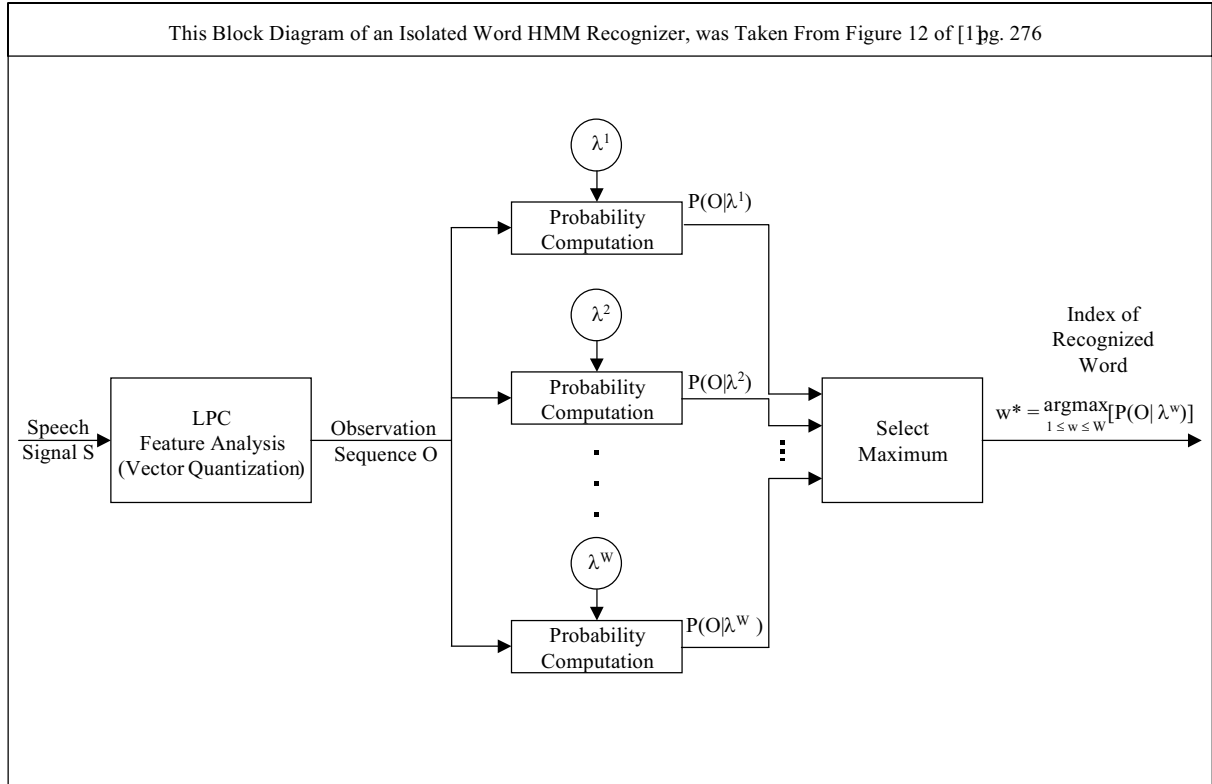 This Block Diagram of an Isolated Word HMM Recognizer, was Taken From Figure 12 of [1]pg. 276
λ¹
P(O|λ¹)
Probability
Computation
λ²
P(O|λ²)
Probability
Computation
Speech
Signal S
LPC
Feature Analysis
(Vector Quantization)
Observation
Sequence O
.
.
.
λᵂ
P(O|λᵂ )
Probability
Computation
Select
Maximum
Index of
Recognized
Word
w* = argmax[P(O| λʷ)]
1 ≤ w ≤ W